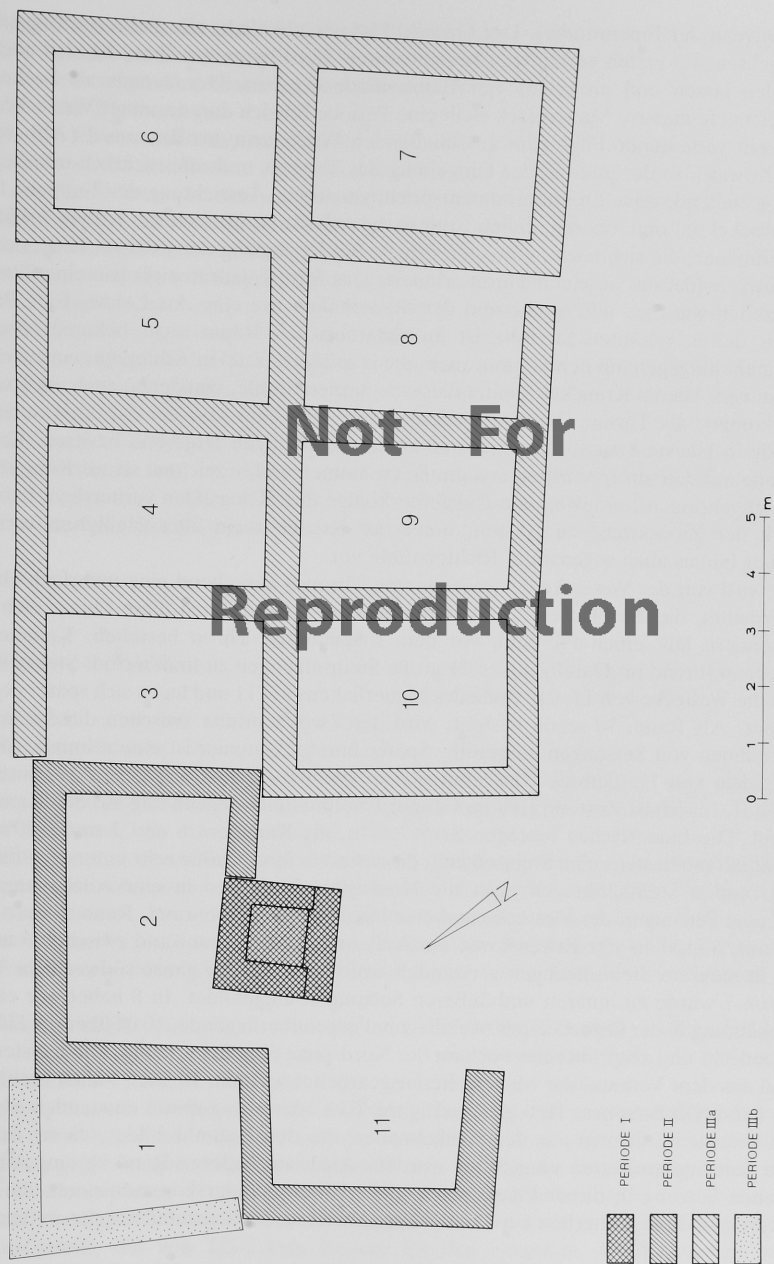 6
7
5
8
Not For
4
9
Reproduction
3
10
2
N
1
11
0 1 2 3 4 5 m
PERIODE I
PERIODE II
PERIODE IIIa
PERIODE IIIb